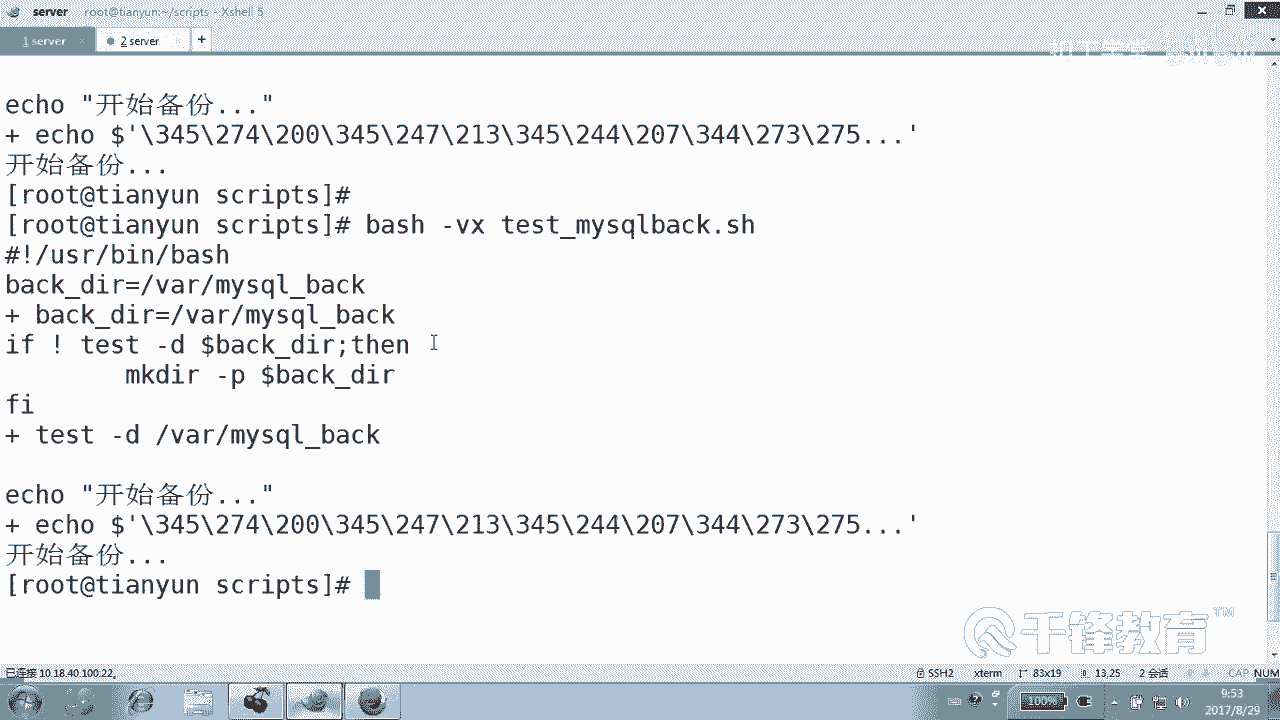 server root@tianyun:~/scripts - Xshell 5
1 server 2 server +
echo "开始备份..."
+ echo $'\345\274\200\345\247\213\345\244\207\344\273\275...'
开始备份...
[root@tianyun scripts]#
[root@tianyun scripts]# bash -vx test_mysqlback.sh
#!/usr/bin/bash
back_dir=/var/mysql_back
+ back_dir=/var/mysql_back
if ! test -d $back_dir;then
mkdir -p $back_dir
fi
+ test -d /var/mysql_back
echo "开始备份..."
+ echo $'\345\274\200\345\247\213\345\244\207\344\273\275...'
开始备份...
[root@tianyun scripts]#
千锋教育™
已连接 10.18.40.100:22。 SSH2 xterm 83x19 13,25 2 会话 CAP NUM
100% 9:53
2017/8/29